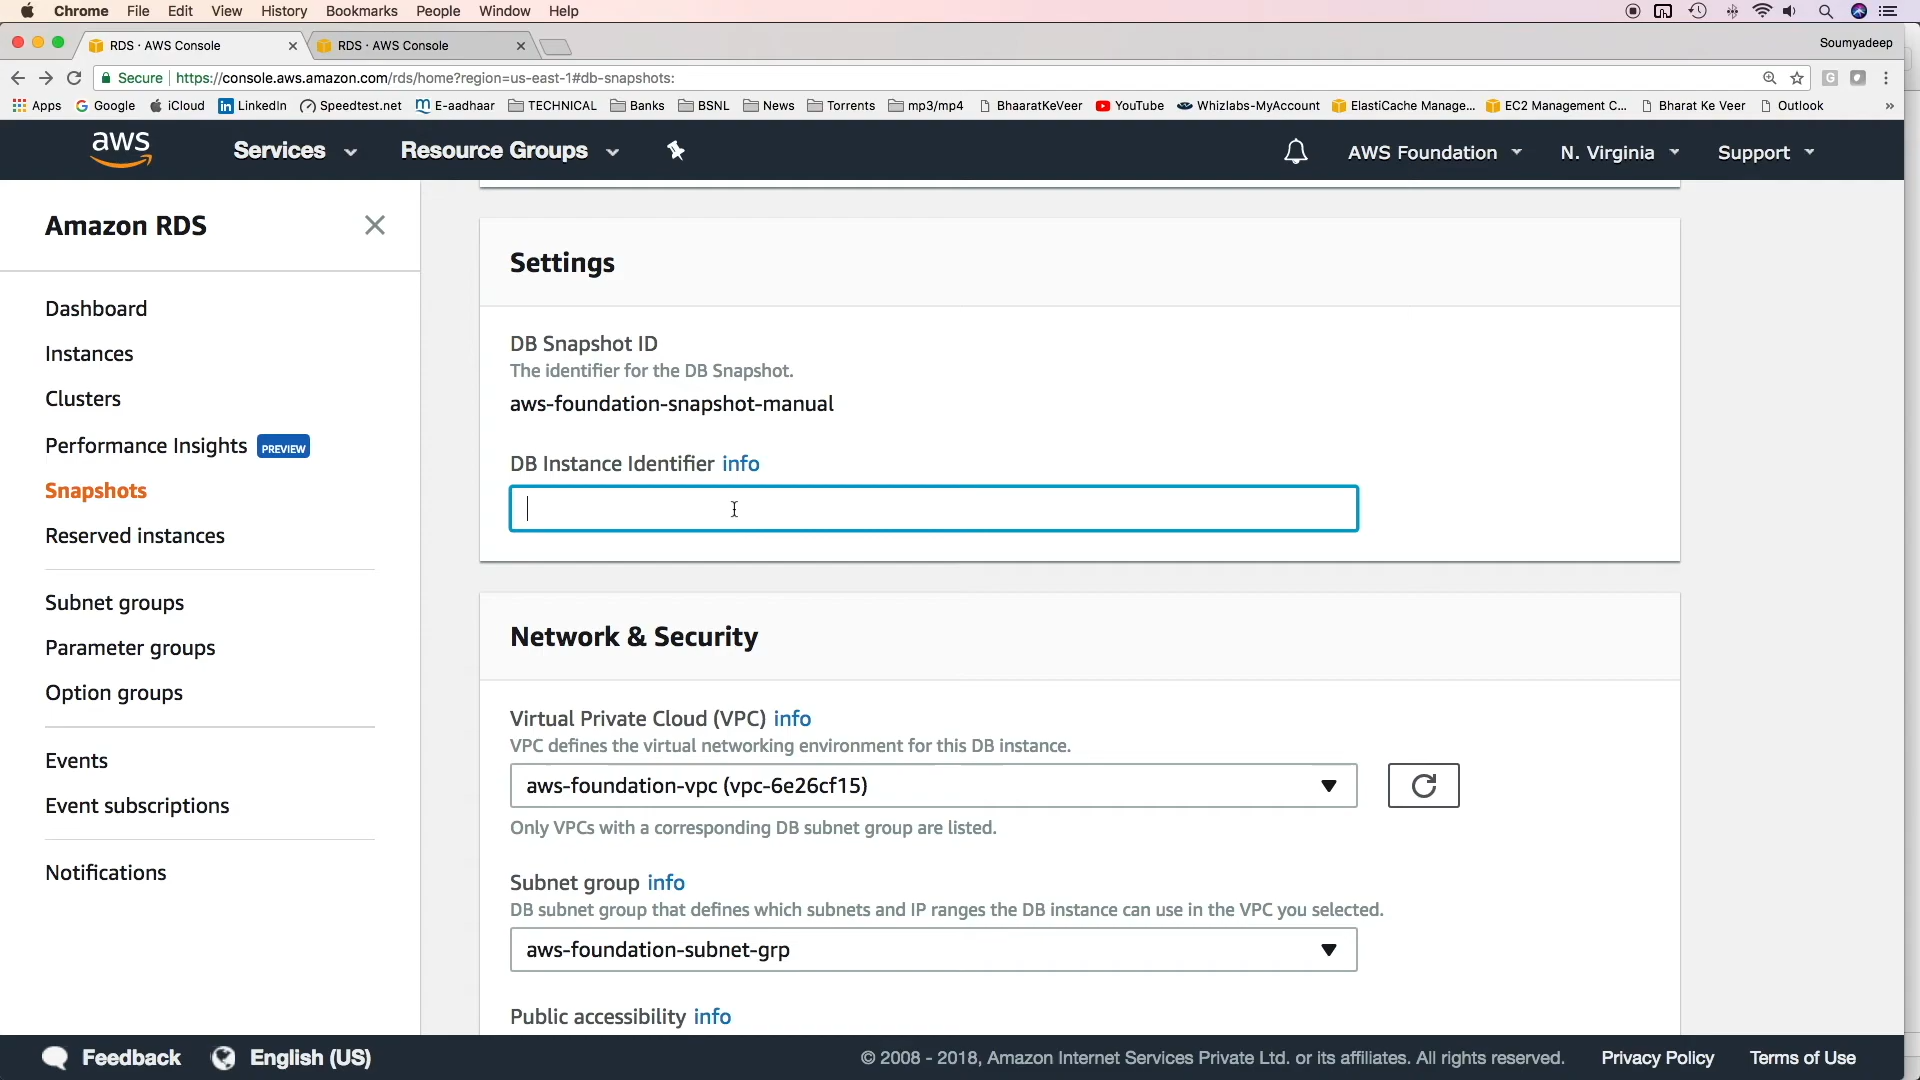 Chrome File Edit View History Bookmarks People Window Help
RDS · AWS Console
RDS · AWS Console
Soumyadeep
Secure https://console.aws.amazon.com/rds/home?region=us-east-1#db-snapshots:
Apps Google iCloud LinkedIn Speedtest.net E-aadhaar TECHNICAL Banks BSNL News Torrents mp3/mp4 BhaaratKeVeer YouTube Whizlabs-MyAccount ElastiCache Manage... EC2 Management C... Bharat Ke Veer Outlook »
aws Services Resource Groups AWS Foundation N. Virginia Support
Amazon RDS
Dashboard
Instances
Clusters
Performance Insights PREVIEW
Snapshots
Reserved instances
Subnet groups
Parameter groups
Option groups
Events
Event subscriptions
Notifications
Settings
DB Snapshot ID
The identifier for the DB Snapshot.
aws-foundation-snapshot-manual
DB Instance Identifier info
Network & Security
Virtual Private Cloud (VPC) info
VPC defines the virtual networking environment for this DB instance.
aws-foundation-vpc (vpc-6e26cf15)
Only VPCs with a corresponding DB subnet group are listed.
Subnet group info
DB subnet group that defines which subnets and IP ranges the DB instance can use in the VPC you selected.
aws-foundation-subnet-grp
Public accessibility info
Feedback English (US) © 2008 - 2018, Amazon Internet Services Private Ltd. or its affiliates. All rights reserved. Privacy Policy Terms of Use